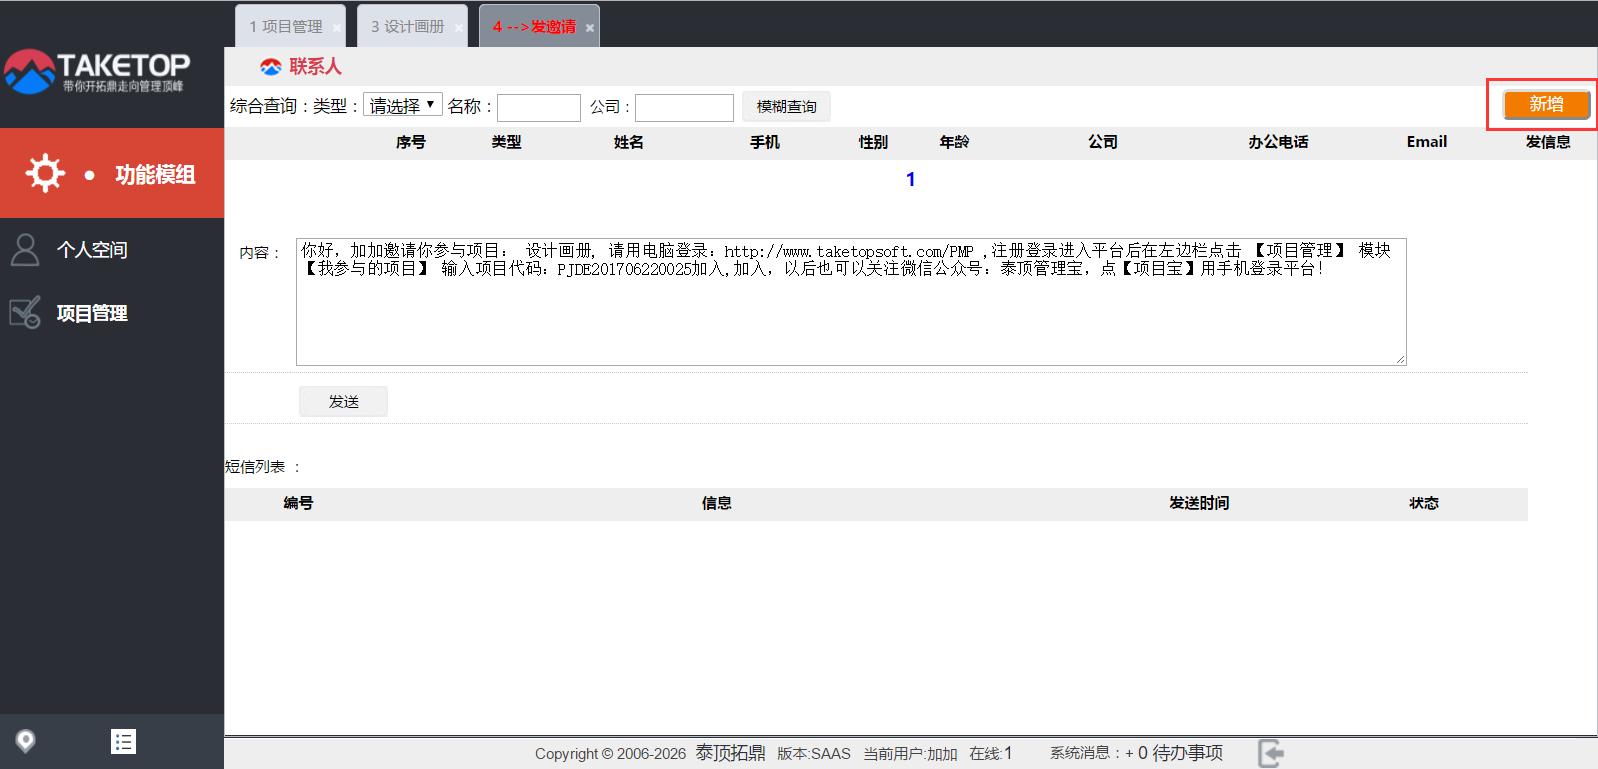 1 项目管理 ×
3 设计画册 ×
4 -->发邀请 ×
TAKETOP
带你开拓鼎走向管理顶峰
联系人
综合查询：类型： 请选择 ▼ 名称： 公司： 模糊查询
新增
序号 类型 姓名 手机 性别 年龄 公司 办公电话 Email 发信息
1
功能模组
个人空间
项目管理
内容：
你好，加加邀请你参与项目： 设计画册, 请用电脑登录：http://www.taketopsoft.com/PMP ,注册登录进入平台后在左边栏点击 【项目管理】 模块
【我参与的项目】 输入项目代码：PJDE201706220025加入,加入，以后也可以关注微信公众号：泰顶管理宝，点【项目宝】用手机登录平台！
发送
短信列表 ：
编号 信息 发送时间 状态
Copyright © 2006-2026 泰顶拓鼎 版本:SAAS 当前用户:加加 在线:1 系统消息：+ 0 待办事项